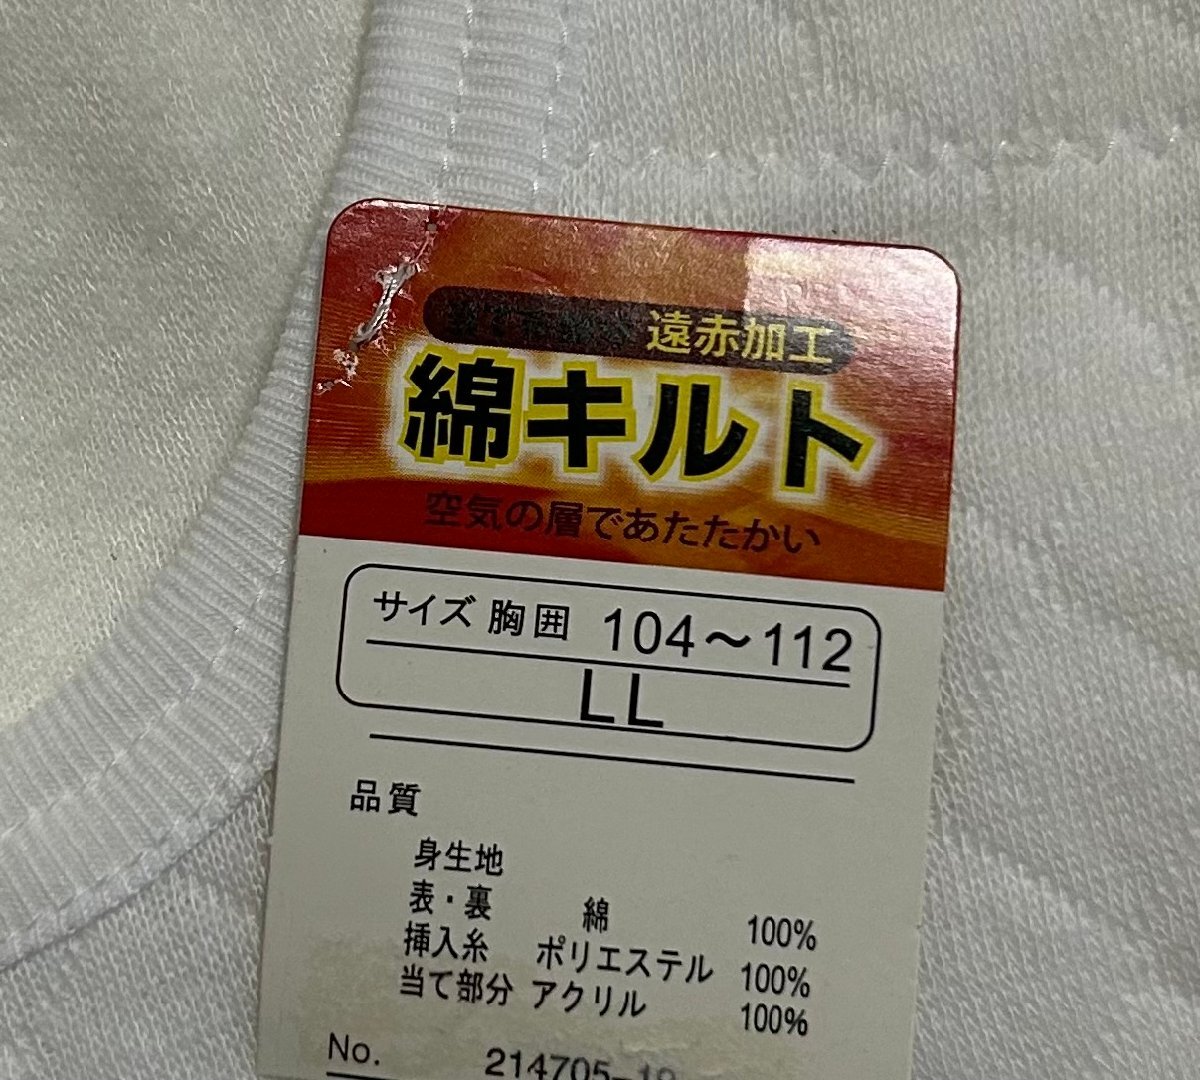 遠赤加工
綿キルト
空気の層であたたかい
サイズ 胸囲 104～112
LL
品質
身生地
表・裏 綿 100%
挿入糸 ポリエステル 100%
当て部分 アクリル 100%
No. 214705-10